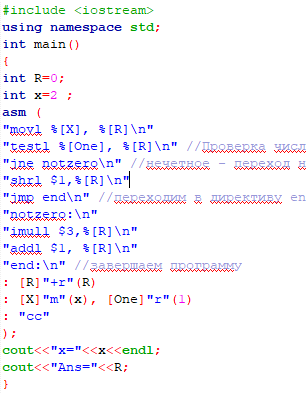 #include <iostream>
using namespace std;
int main()
{
int R=0;
int x=2 ;
asm (
"movl %[X], %[R]\n"
"testl %[One], %[R]\n" //Проверка числ
"jne notzero\n" //нечетное - переход н
"shrl $1,%[R]\n"
"jmp end\n" //переходим в директиву en
"notzero:\n"
"imull $3,%[R]\n"
"addl $1, %[R]\n"
"end:\n" //завершаем программу
: [R]"+r"(R)
: [X]"m"(x), [One]"r"(1)
: "cc"
);
cout<<"x="<<x<<endl;
cout<<"Ans="<<R;
}